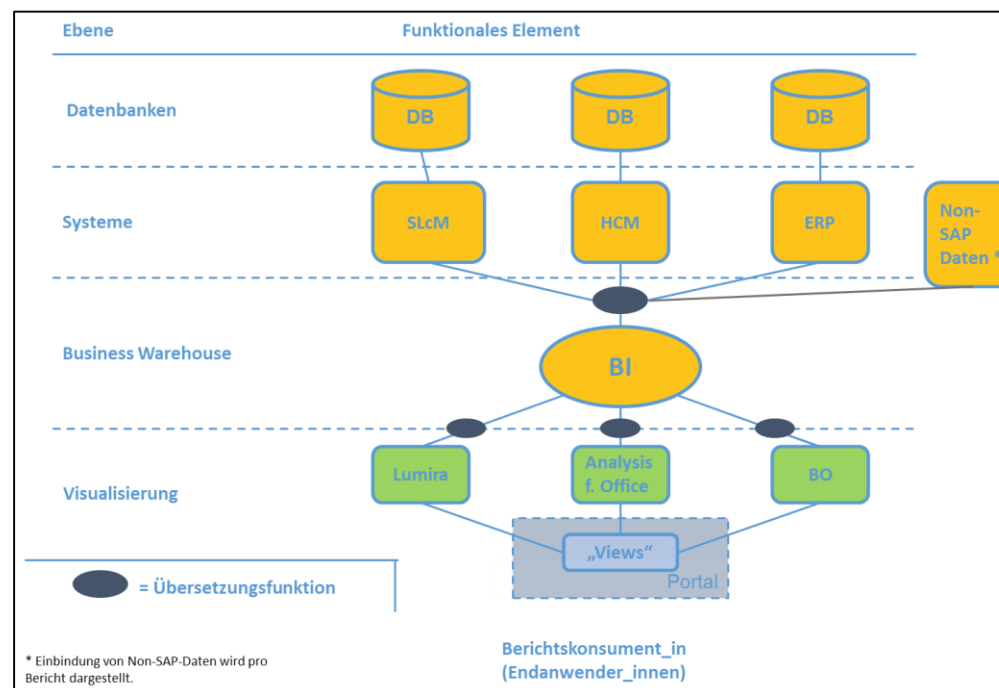 Ebene
Funktionales Element
Datenbanken
DB
DB
DB
Systeme
SLcM
HCM
ERP
Non-
SAP
Daten *
Business Warehouse
BI
Visualisierung
Lumira
Analysis
f. Office
BO
„Views“
Portal
= Übersetzungsfunktion
* Einbindung von Non-SAP-Daten wird pro
Bericht dargestellt.
Berichtskonsument_in
(Endanwender_innen)